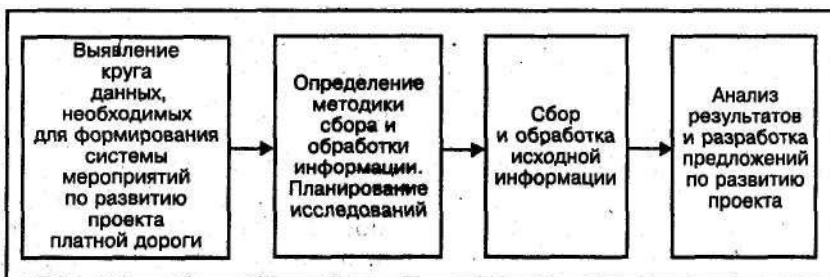 Выявление
круга
данных,
необходимых
для формирования
системы
мероприятий
по развитию
проекта
платной дороги
Определение
методики
сбора и
обработки
информации.
Планирование
исследований
Сбор
и обработка
исходной
информации
Анализ
результатов
и разработка
предложений
по развитию
проекта